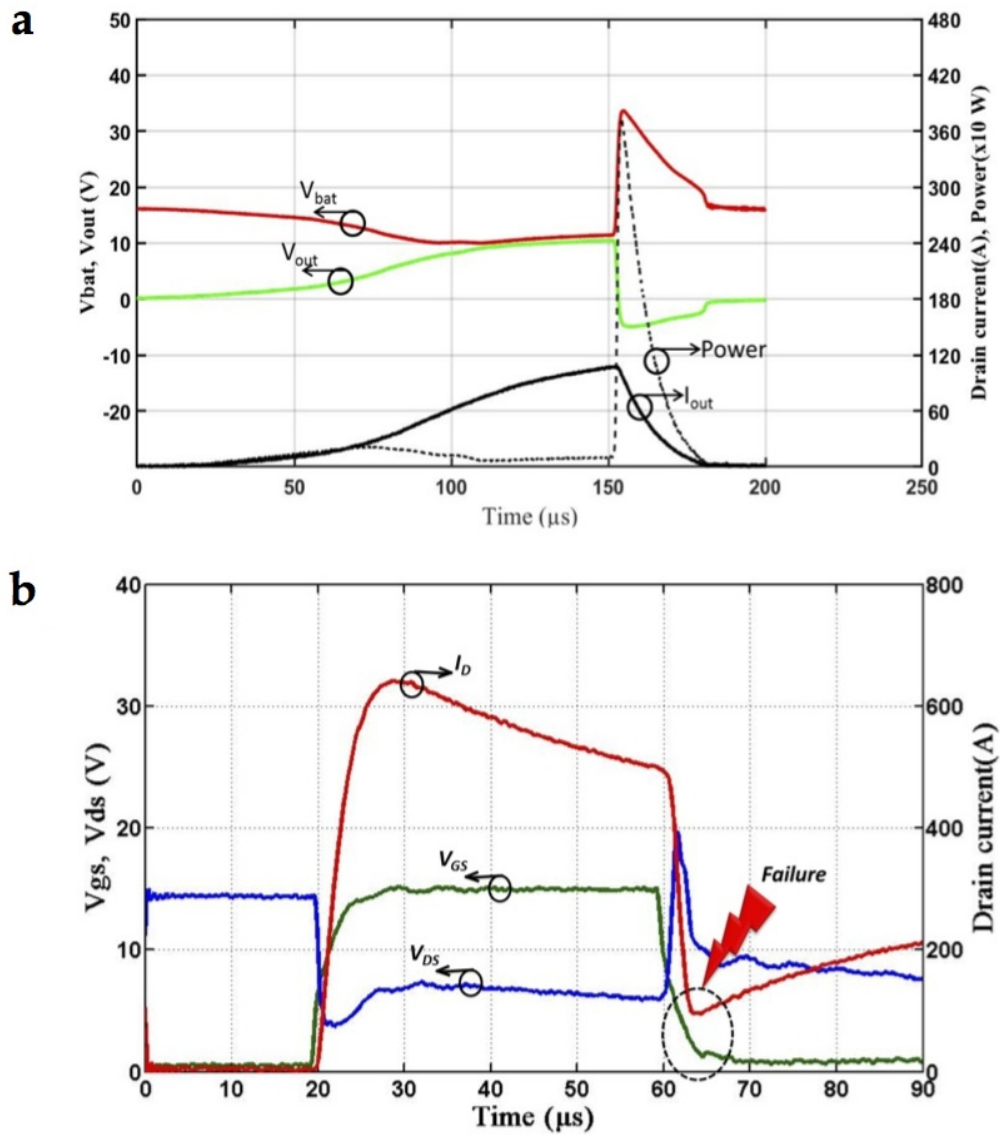 a
50
40
30
20
10
0
-10
-20
Vbat, Vout (V)
480
420
360
300
240
180
120
60
0
Drain current(A), Power(x10 W)
Vbat
Vout
Power
Iout
0 50 100 150 200 250
Time (µs)
b
40
30
20
10
0
Vgs, Vds (V)
800
600
400
200
0
Drain current(A)
ID
VGS
VDS
Failure
0 10 20 30 40 50 60 70 80 90
Time (µs)